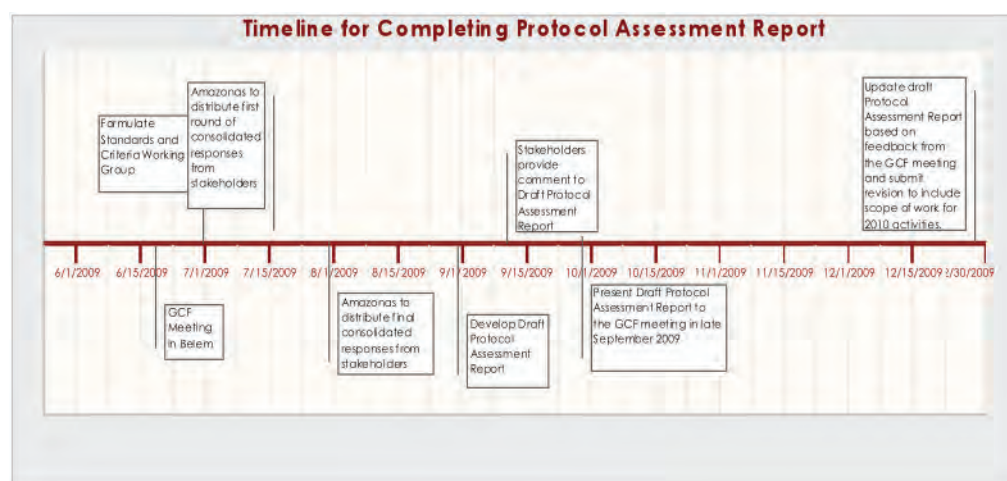 Timeline for Completing Protocol Assessment Report
Formulate
Standards and
Criteria Working
Group
Amazonas to
distribute first
round of
consolidated
responses
from
stakeholders
Stakeholders
provide
comment to
Draft Protocol
Assessment
Report
Update draft
Protocol
Assessment Report
based on
feedback from
the GCF meeting
and submit
revision to include
scope of work for
2010 activities.
6/1/2009 6/15/2009 7/1/2009 7/15/2009 8/1/2009 8/15/2009 9/1/2009 9/15/2009 10/1/2009 10/15/2009 11/1/2009 11/15/2009 12/1/2009 12/15/2009 2/30/2009
GCF
Meeting
in Belem
Amazonas to
distribute final
consolidated
responses from
stakeholders
Develop Draft
Protocol
Assessment
Report
Present Draft Protocol
Assessment Report to
the GCF meeting in late
September 2009